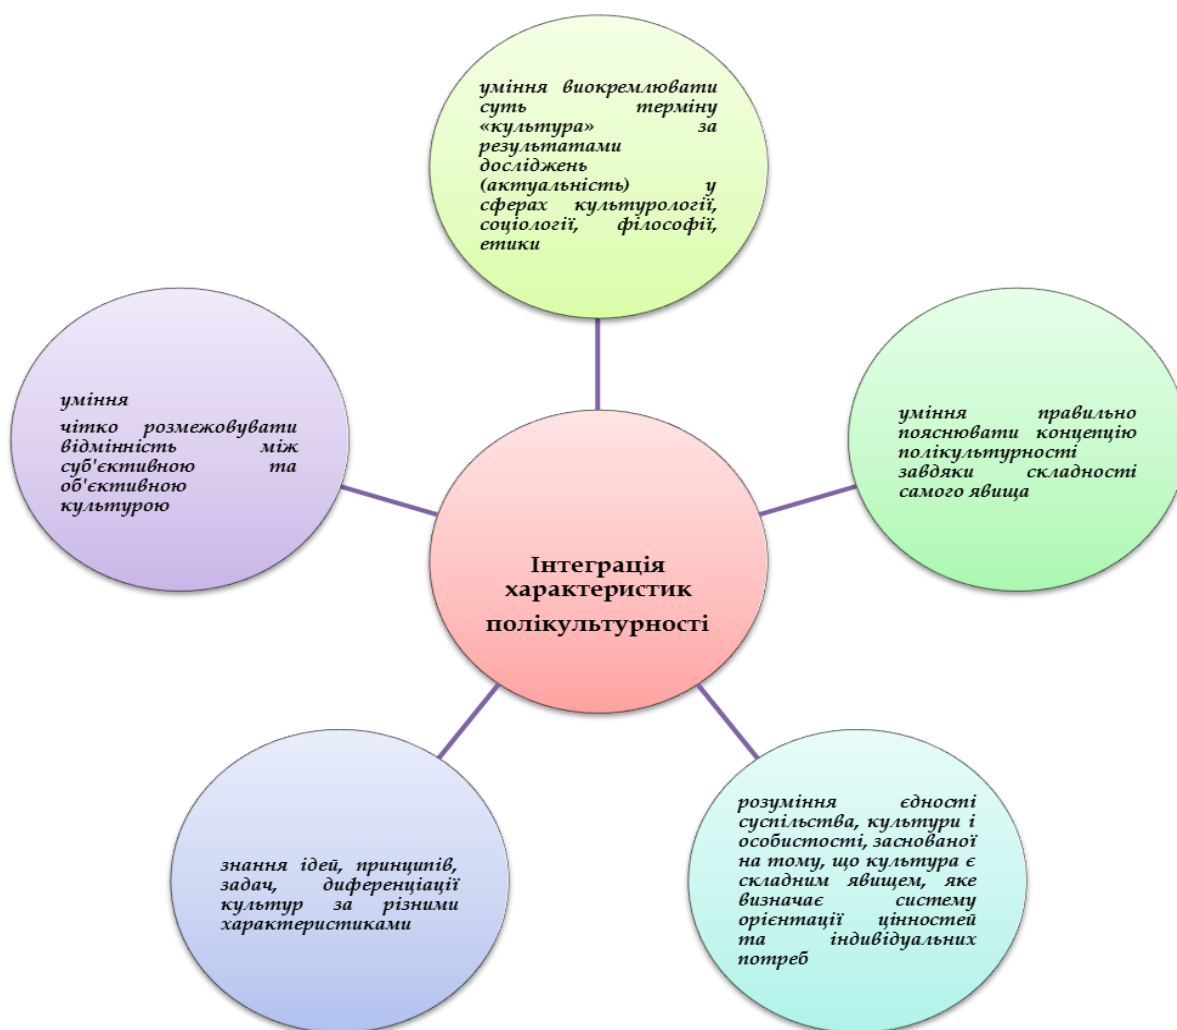 уміння виокремлювати
суть терміну
«культура» за
результатами
досліджень
(актуальність) у
сферах культурології,
соціології, філософії,
етики
уміння
чітко розмежовувати
відмінність між
суб'єктивною та
об'єктивною
культурою
уміння правильно
пояснювати концепцію
полікультурності
завдяки складності
самого явища
Інтеграція
характеристик
полікультурності
знання ідей, принципів,
задач, диференціації
культур за різними
характеристиками
розуміння єдності
суспільства, культури і
особистості, заснованої
на тому, що культура є
складним явищем, яке
визначає систему
орієнтації цінностей
та індивідуальних
потреб